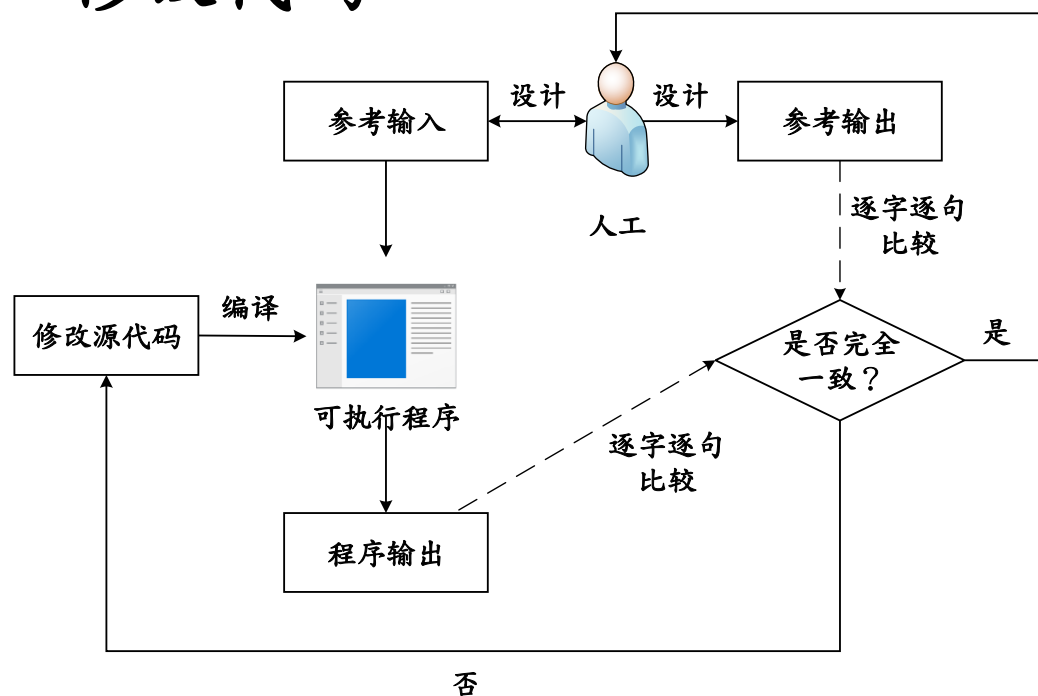 设计
设计
参考输入
参考输出
人工
逐字逐句
比较
编译
修改源代码
是否完全
一致？
是
可执行程序
逐字逐句
比较
程序输出
否